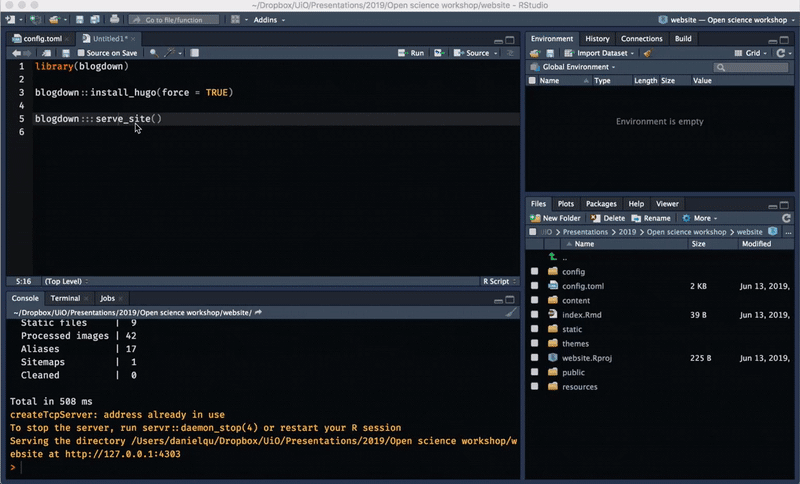 ~/Dropbox/UiO/Presentations/2019/Open science workshop/website - RStudio
Go to file/function
Addins
website — Open science workshop
config.toml
Untitled1*
Source on Save
Run
Source
1 library(blogdown)
2
3 blogdown::install_hugo(force = TRUE)
4
5 blogdown:::serve_site()
6
5:16
(Top Level)
R Script
Console
Terminal
Jobs
~/Dropbox/UiO/Presentations/2019/Open science workshop/website/
Static files | 9
Processed images | 42
Aliases | 17
Sitemaps | 1
Cleaned | 0
Total in 508 ms
createTcpServer: address already in use
To stop the server, run servr::daemon_stop(4) or restart your R session
Serving the directory /Users/danielqu/Dropbox/UiO/Presentations/2019/Open science workshop/w
ebsite at http://127.0.0.1:4303
>
Environment
History
Connections
Build
Import Dataset
Grid
Global Environment
Name
Type
Length
Size
Value
Environment is empty
Files
Plots
Packages
Help
Viewer
New Folder
Delete
Rename
More
Presentations
2019
Open science workshop
website
...
Name
Size
Modified
..
config
config.toml 2 KB Jun 13, 2019,
content
index.Rmd 39 B Jun 13, 2019,
static
themes
website.Rproj 225 B Jun 13, 2019,
public
resources